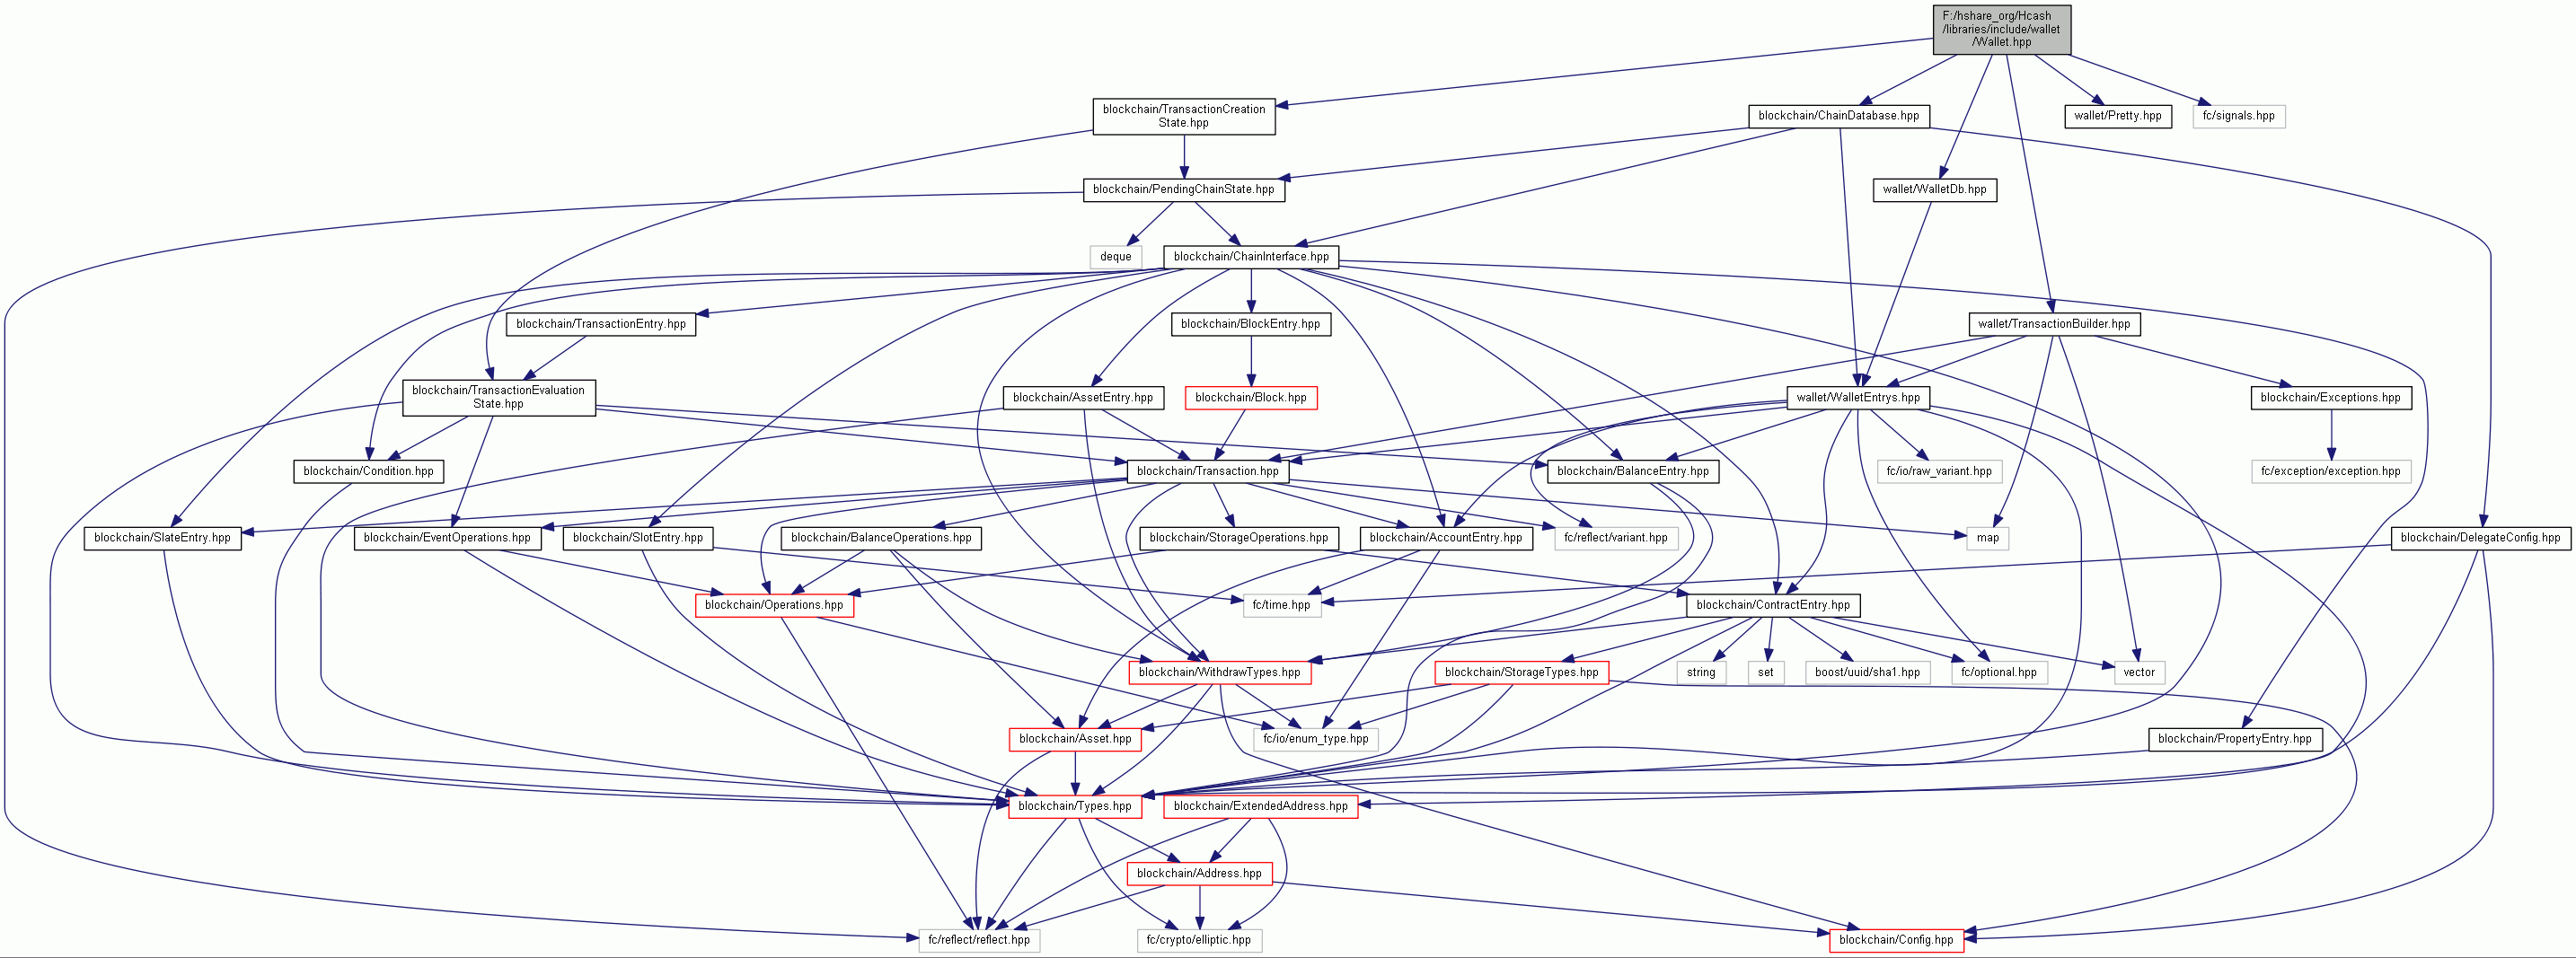 F:/hshare_org/Hcash
/libraries/include/wallet
/Wallet.hpp
blockchain/TransactionCreation
State.hpp
blockchain/ChainDatabase.hpp
wallet/Pretty.hpp
fc/signals.hpp
blockchain/PendingChainState.hpp
wallet/WalletDb.hpp
deque
blockchain/ChainInterface.hpp
blockchain/TransactionEntry.hpp
blockchain/BlockEntry.hpp
wallet/TransactionBuilder.hpp
blockchain/TransactionEvaluation
State.hpp
blockchain/AssetEntry.hpp
blockchain/Block.hpp
wallet/WalletEntrys.hpp
blockchain/Exceptions.hpp
blockchain/Condition.hpp
blockchain/Transaction.hpp
blockchain/BalanceEntry.hpp
fc/io/raw_variant.hpp
fc/exception/exception.hpp
blockchain/SlateEntry.hpp
blockchain/EventOperations.hpp
blockchain/SlotEntry.hpp
blockchain/BalanceOperations.hpp
blockchain/StorageOperations.hpp
blockchain/AccountEntry.hpp
fc/reflect/variant.hpp
map
blockchain/DelegateConfig.hpp
blockchain/Operations.hpp
fc/time.hpp
blockchain/ContractEntry.hpp
blockchain/WithdrawTypes.hpp
blockchain/StorageTypes.hpp
string
set
boost/uuid/sha1.hpp
fc/optional.hpp
vector
blockchain/Asset.hpp
fc/io/enum_type.hpp
blockchain/PropertyEntry.hpp
blockchain/Types.hpp
blockchain/ExtendedAddress.hpp
blockchain/Address.hpp
fc/reflect/reflect.hpp
fc/crypto/elliptic.hpp
blockchain/Config.hpp